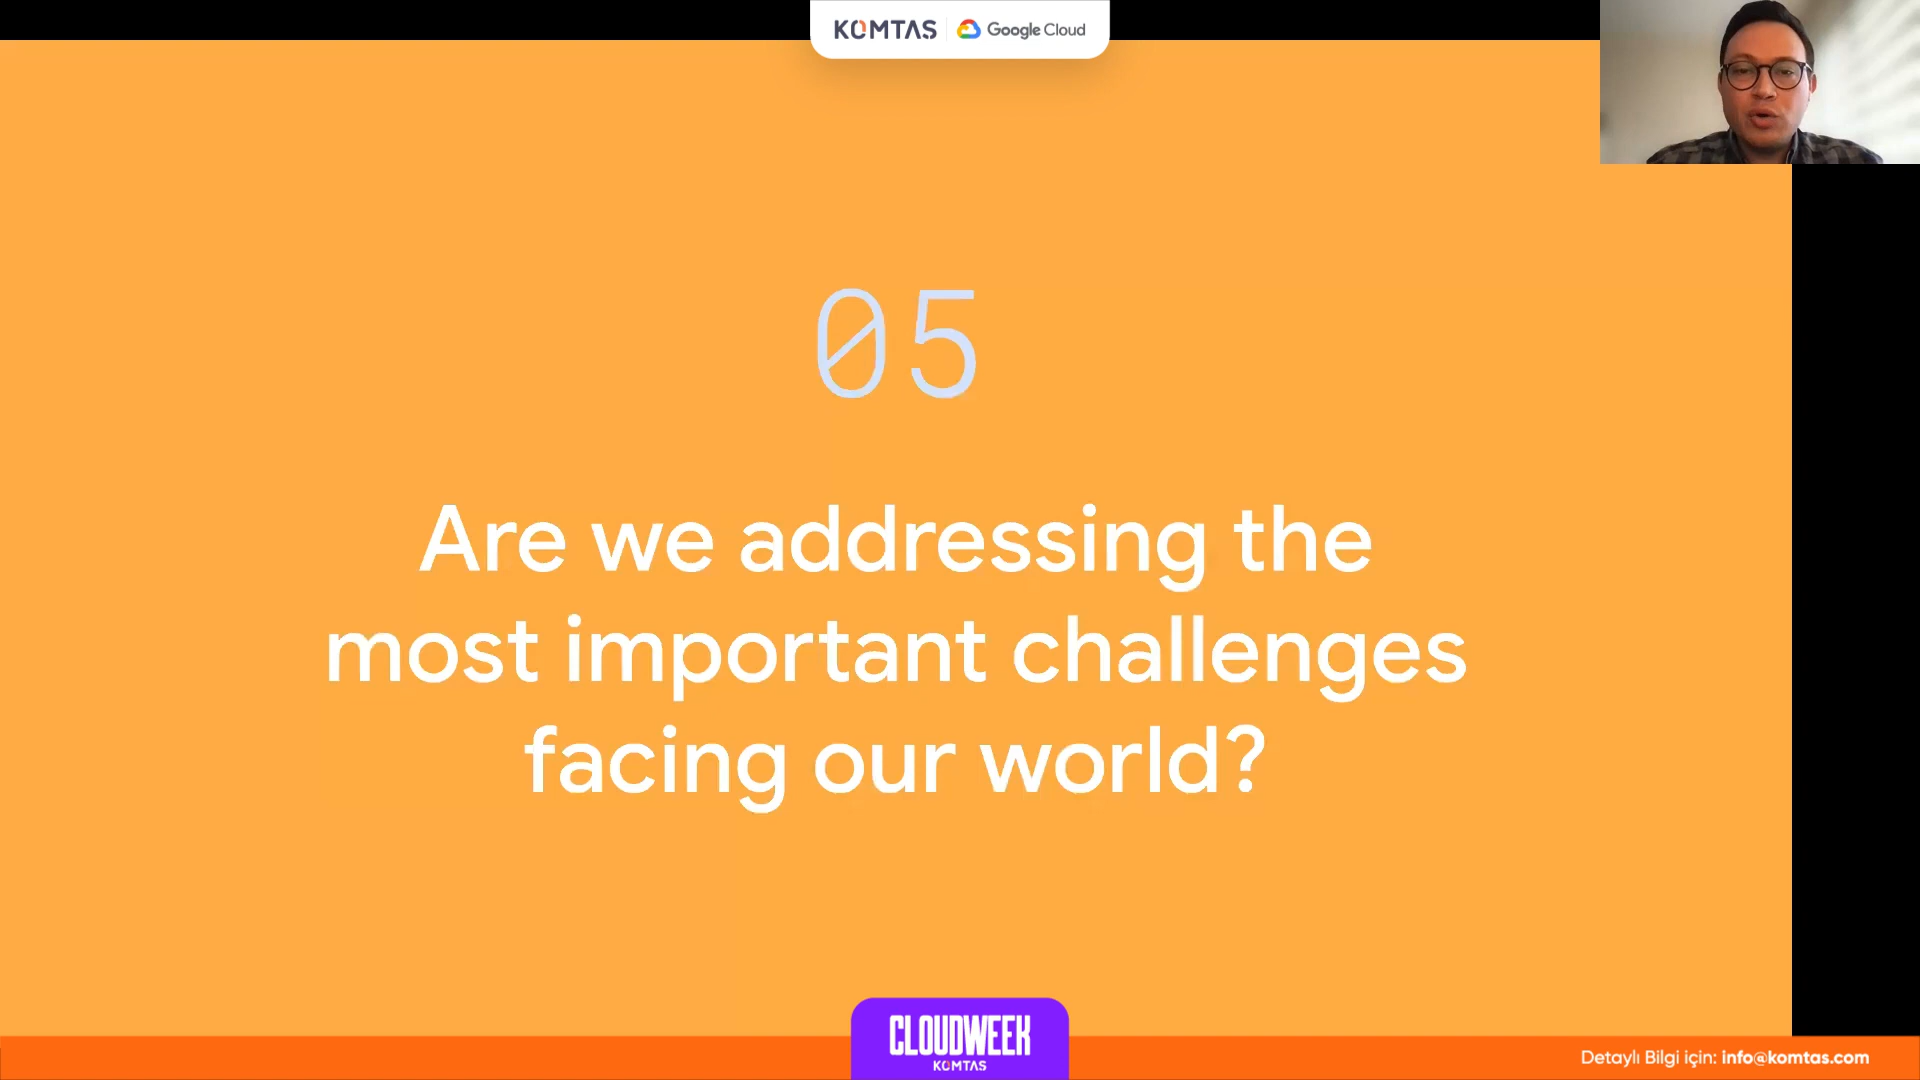 KOMTAS Google Cloud
05
Are we addressing the
most important challenges
facing our world?
CLOUDWEEK
KOMTAS
Detaylı Bilgi için: info@komtas.com